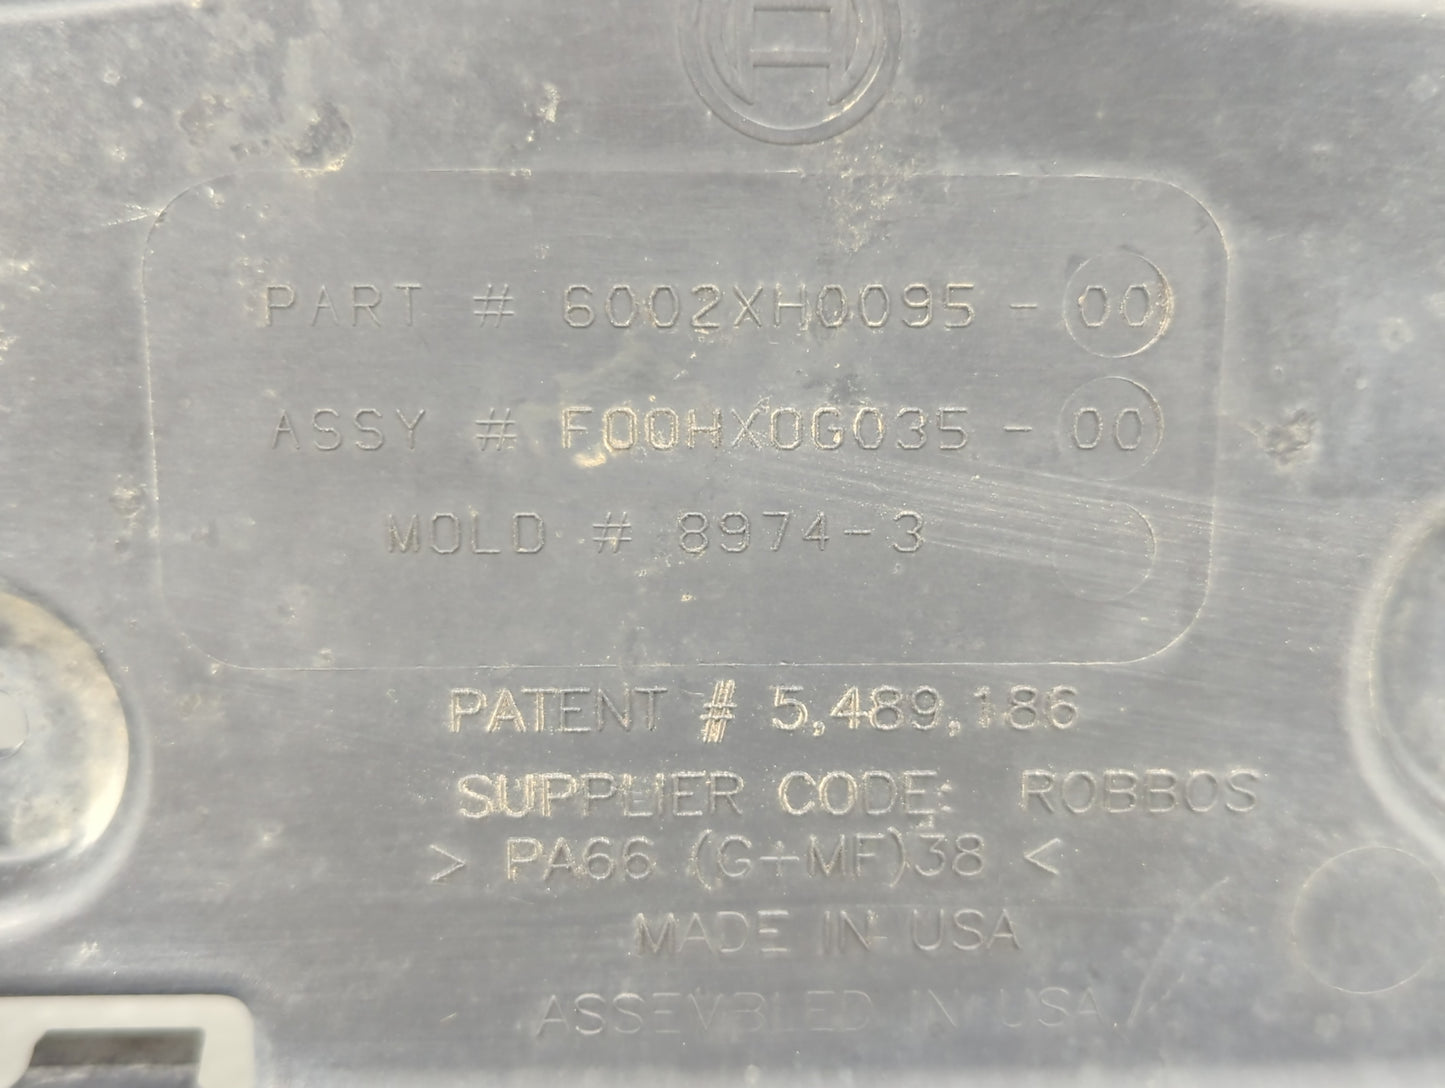 PART # 6002XH0095 - 00
ASSY # F00HX0G035 - 00
MOLD # 8974-3
PATENT # 5,489,186
SUPPLIER CODE: ROBBOS
> PA66 (G+MF)38 <
MADE IN USA
ASSEMBLED IN USA